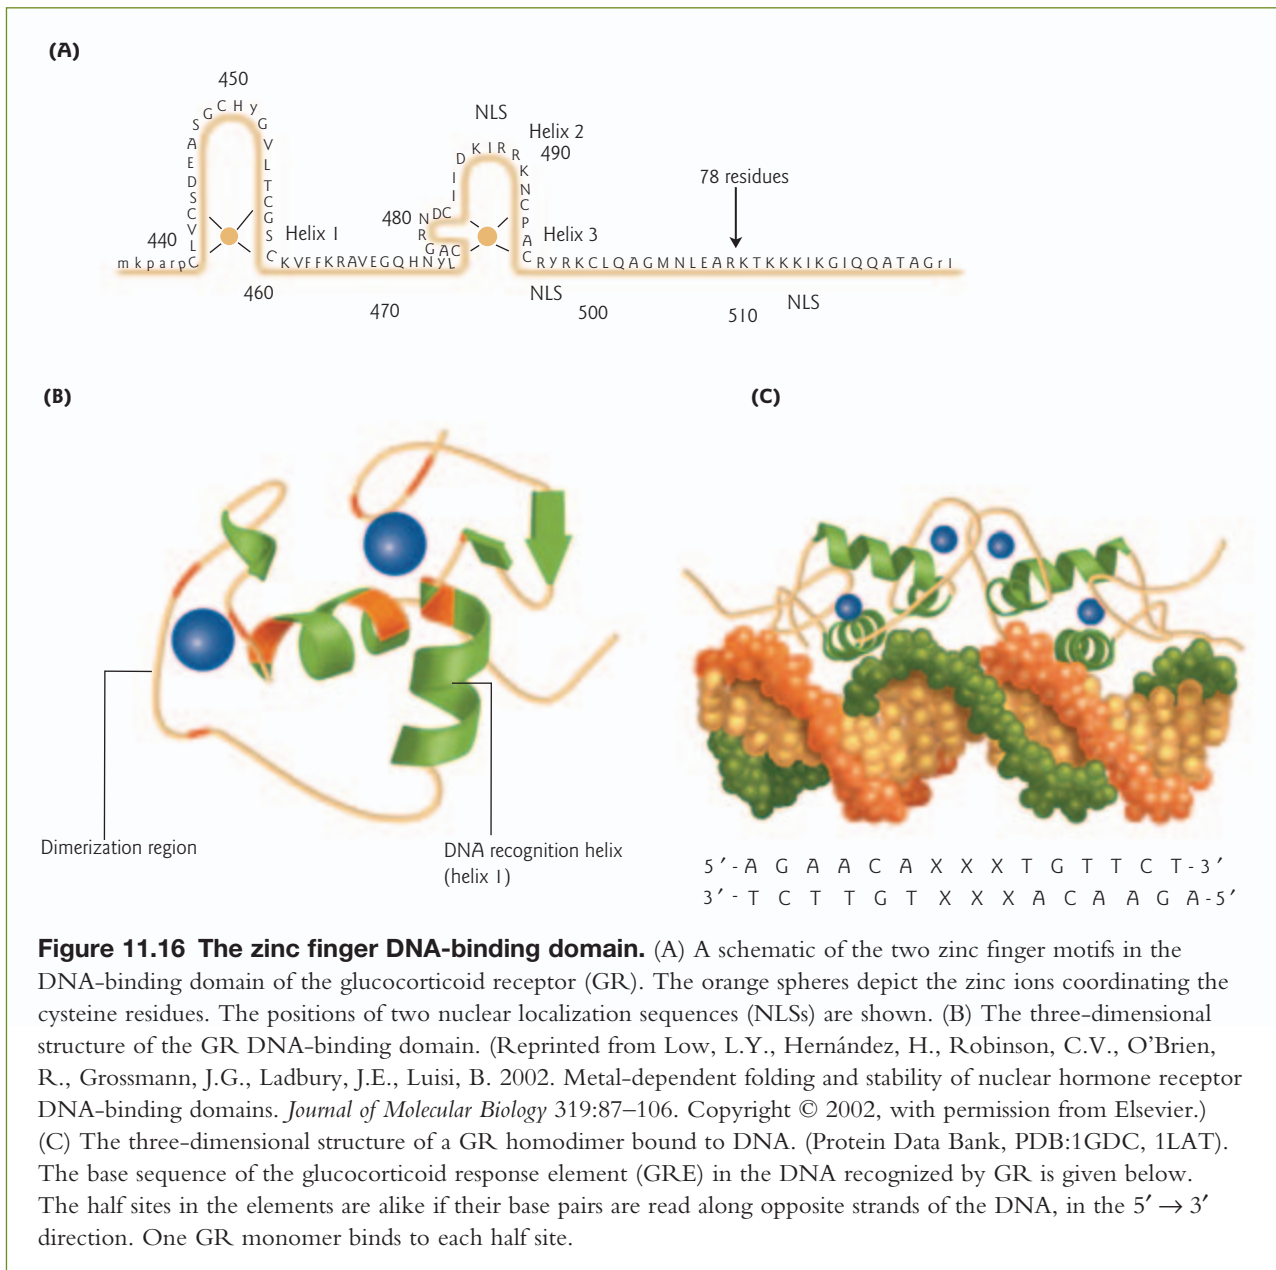 (A)
450
G C H y
S G
A V
E L
D T
S C
C G
V S
L C
440
m k p a r p C
Helix 1
K V F F K R A V E G Q H N y L
460
470
NLS
Helix 2
490
D K I R R
I K
I N
DC C
480 N P
R A
G A C C
Helix 3
78 residues
R y R K C L Q A G M N L E A R K T K K K I K G I Q Q A T A G r I
NLS
500
510
NLS
(B)
Dimerization region
DNA recognition helix
(helix 1)
(C)
5′ - A G A A C A X X X T G T T C T - 3′
3′ - T C T T G T X X X A C A A G A - 5′
Figure 11.16 The zinc finger DNA-binding domain. (A) A schematic of the two zinc finger motifs in the
DNA-binding domain of the glucocorticoid receptor (GR). The orange spheres depict the zinc ions coordinating the
cysteine residues. The positions of two nuclear localization sequences (NLSs) are shown. (B) The three-dimensional
structure of the GR DNA-binding domain. (Reprinted from Low, L.Y., Hernández, H., Robinson, C.V., O’Brien,
R., Grossmann, J.G., Ladbury, J.E., Luisi, B. 2002. Metal-dependent folding and stability of nuclear hormone receptor
DNA-binding domains. Journal of Molecular Biology 319:87–106. Copyright © 2002, with permission from Elsevier.)
(C) The three-dimensional structure of a GR homodimer bound to DNA. (Protein Data Bank, PDB:1GDC, 1LAT).
The base sequence of the glucocorticoid response element (GRE) in the DNA recognized by GR is given below.
The half sites in the elements are alike if their base pairs are read along opposite strands of the DNA, in the 5′ → 3′
direction. One GR monomer binds to each half site.